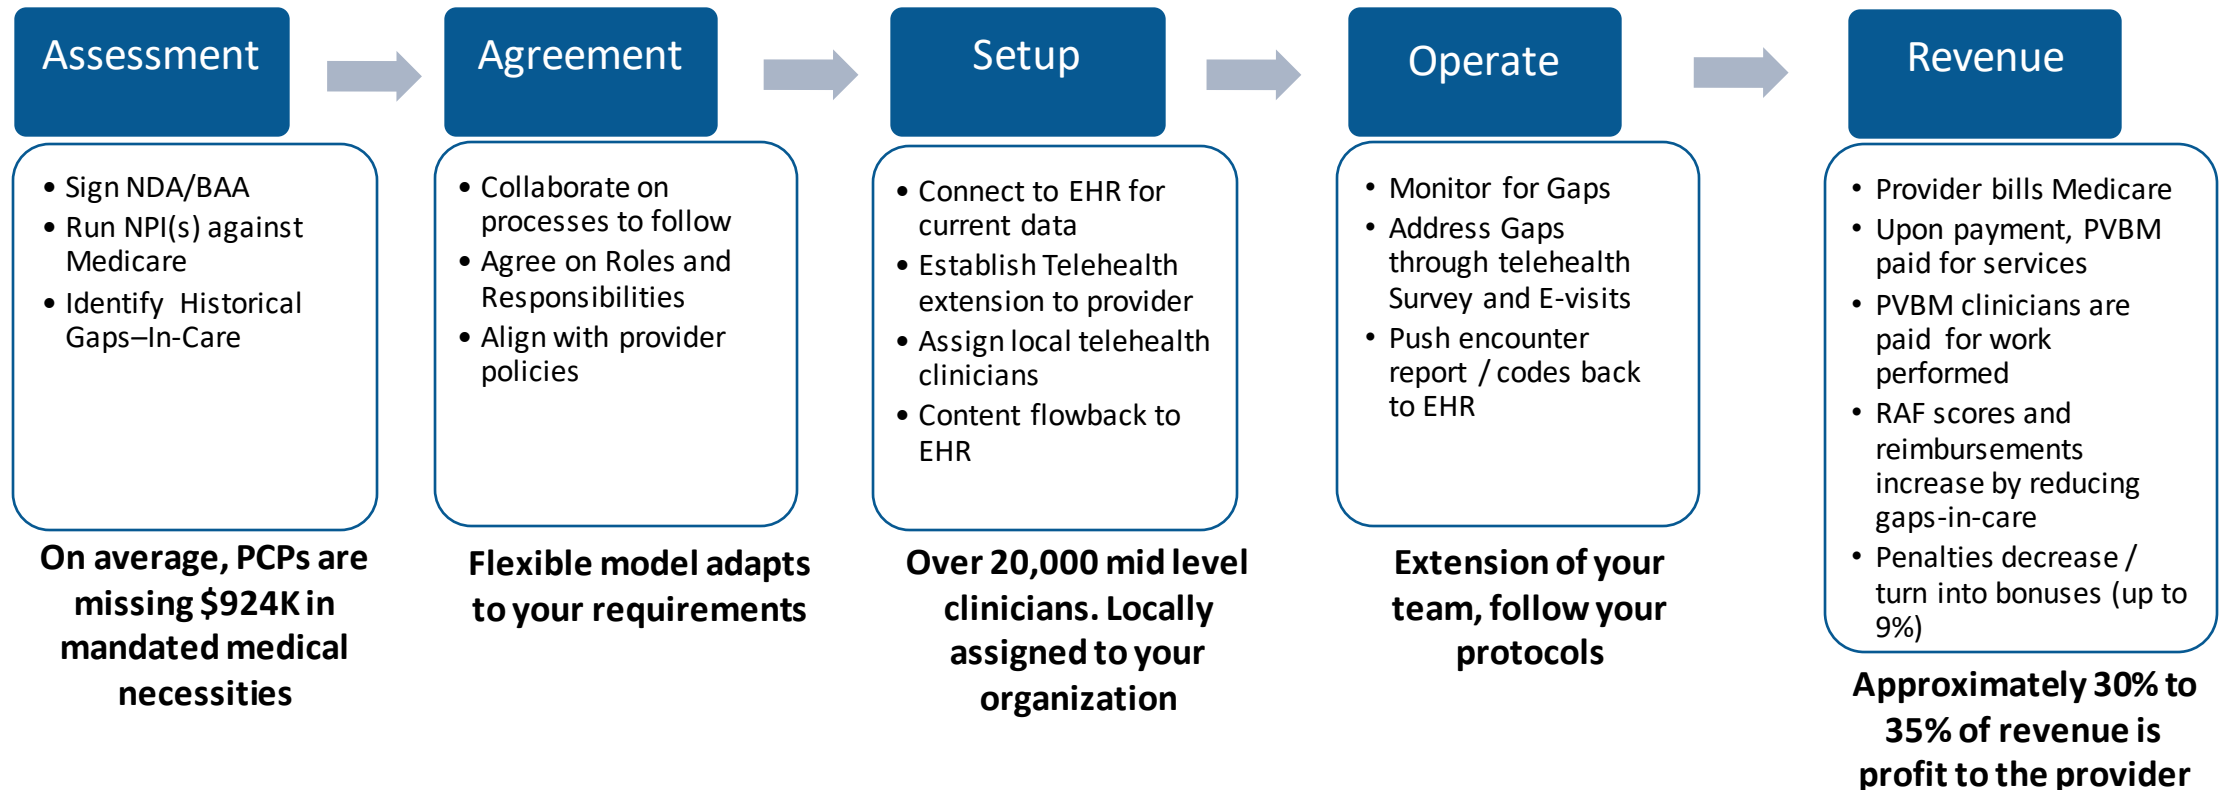 Assessment
• Sign NDA/BAA
• Run NPI(s) against
Medicare
• Identify Historical
Gaps–In-Care
On average, PCPs are
missing $924K in
mandated medical
necessities
Agreement
• Collaborate on
processes to follow
• Agree on Roles and
Responsibilities
• Align with provider
policies
Flexible model adapts
to your requirements
Setup
• Connect to EHR for
current data
• Establish Telehealth
extension to provider
• Assign local telehealth
clinicians
• Content flowback to
EHR
Over 20,000 mid level
clinicians. Locally
assigned to your
organization
Operate
• Monitor for Gaps
• Address Gaps
through telehealth
Survey and E-visits
• Push encounter
report / codes back
to EHR
Extension of your
team, follow your
protocols
Revenue
• Provider bills Medicare
• Upon payment, PVBM
paid for services
• PVBM clinicians are
paid for work
performed
• RAF scores and
reimbursements
increase by reducing
gaps-in-care
• Penalties decrease /
turn into bonuses (up to
9%)
Approximately 30% to
35% of revenue is
profit to the provider